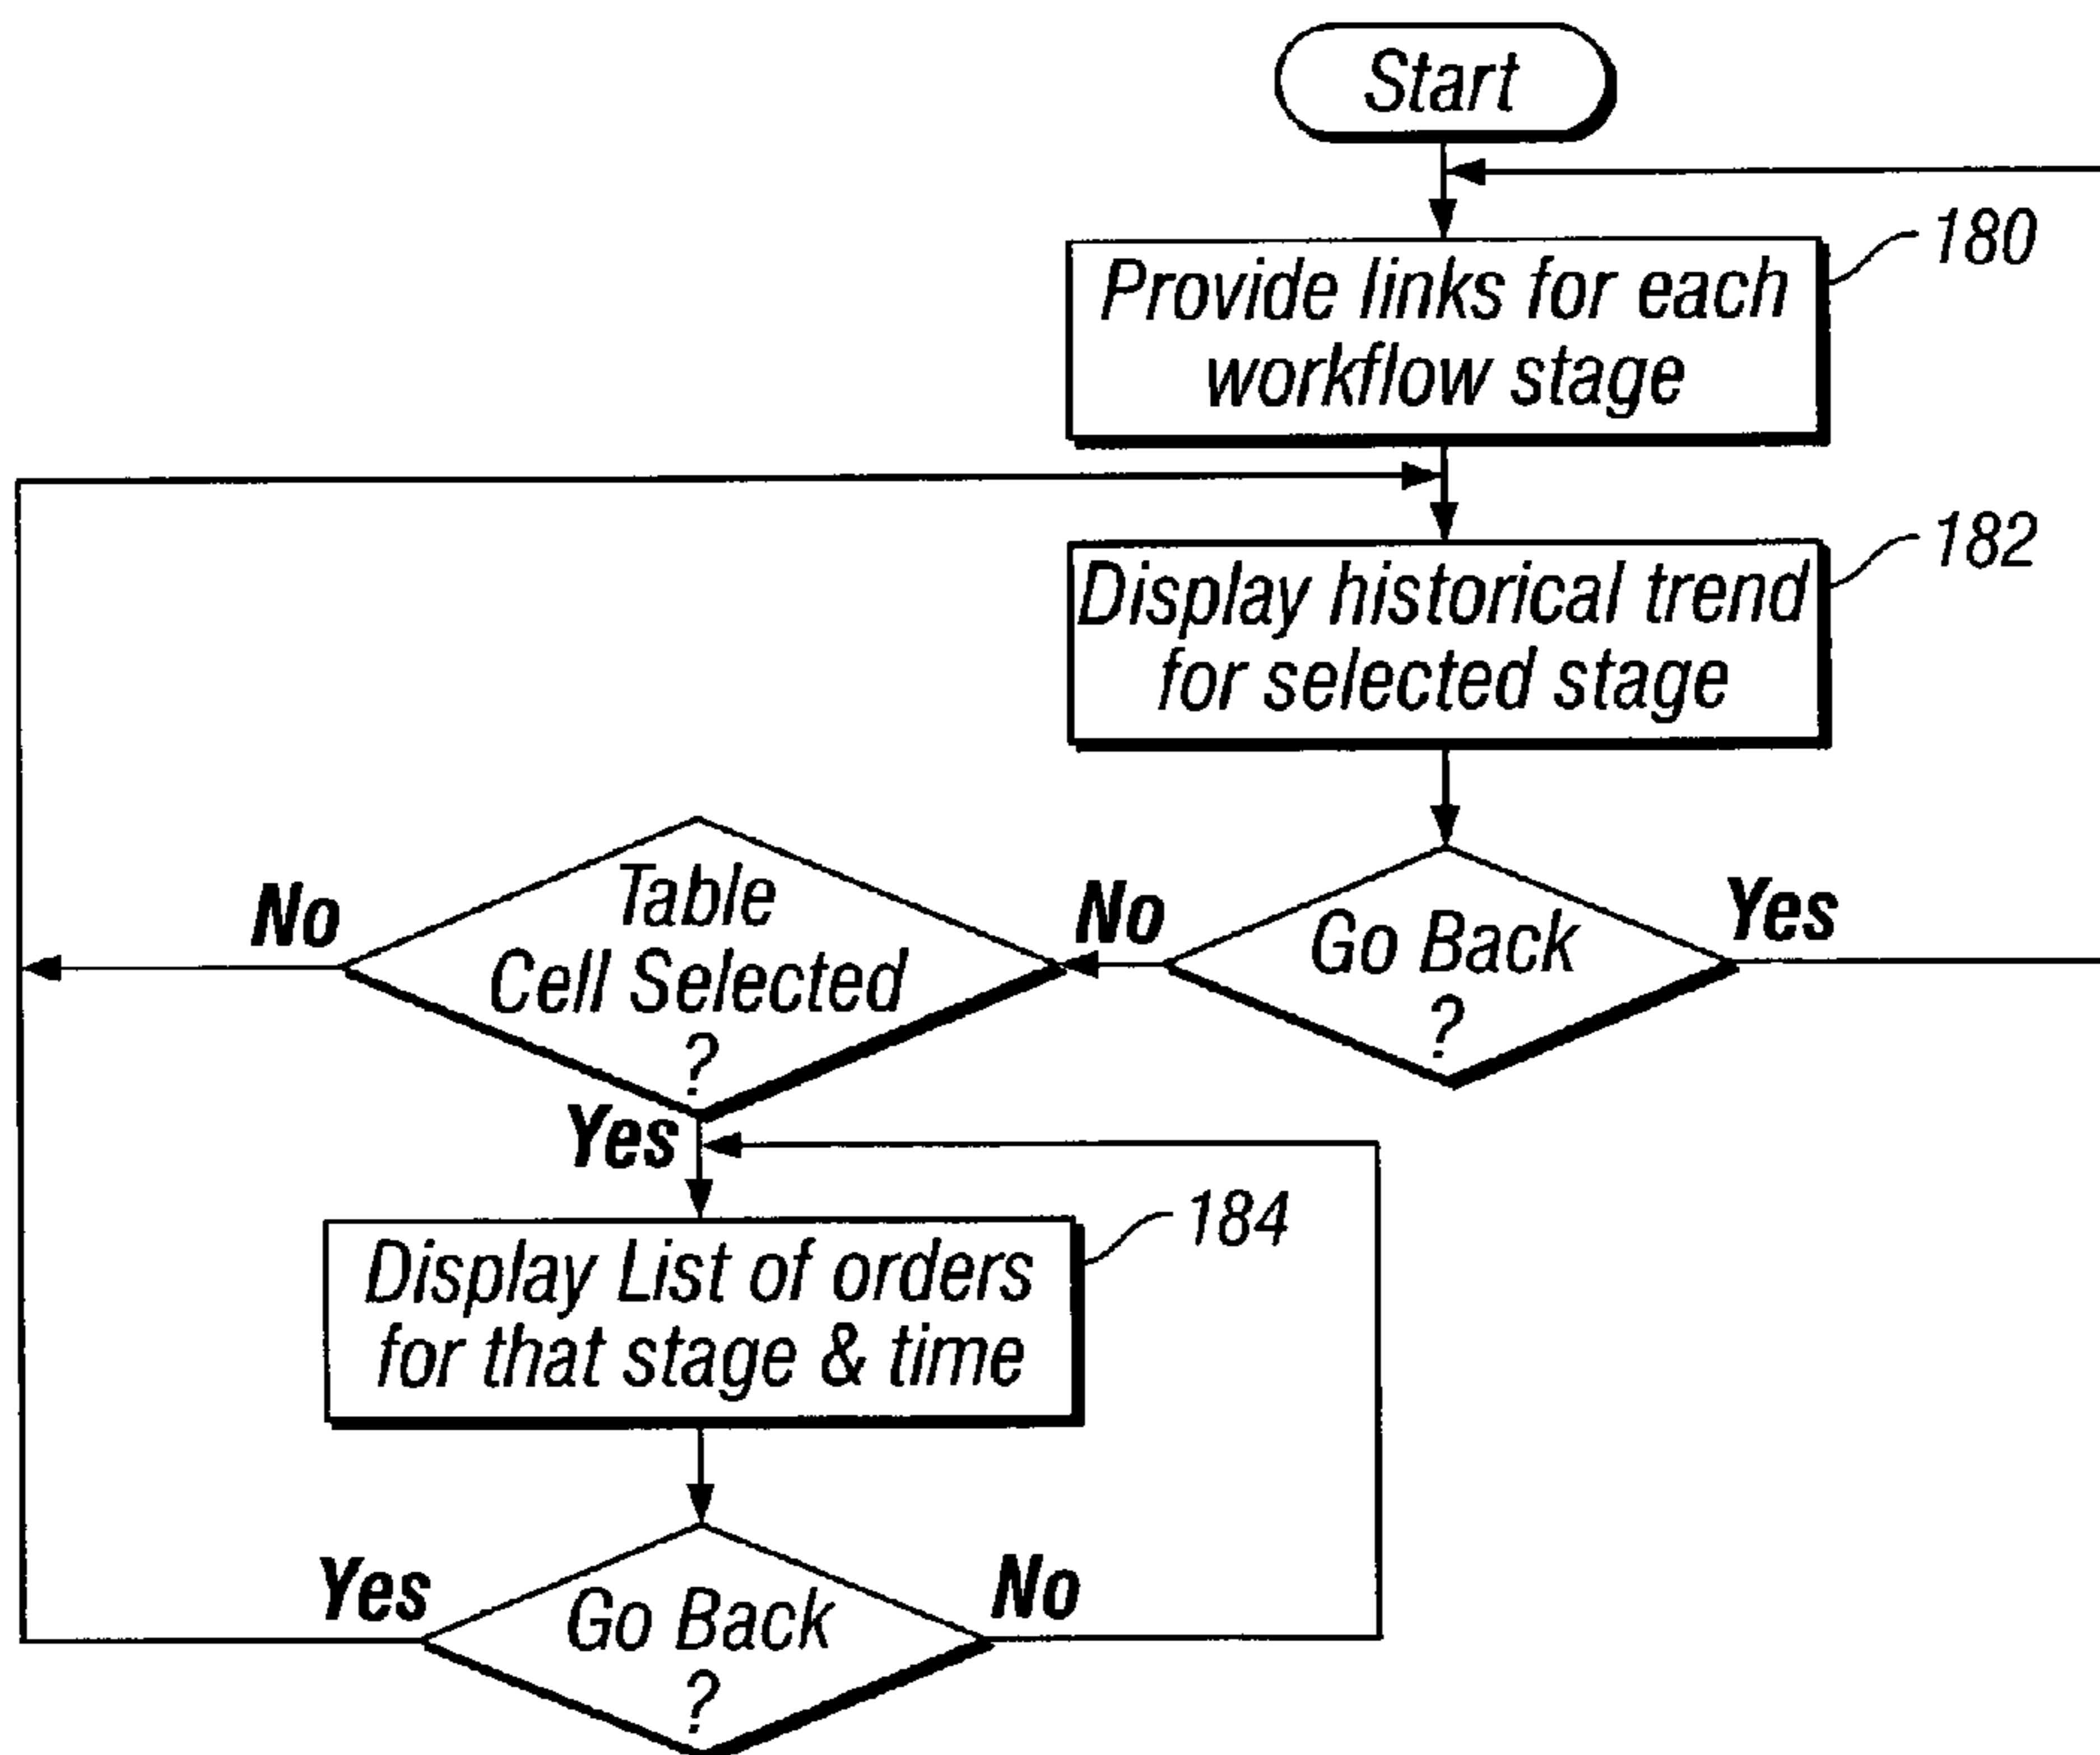 Start
180
Provide links for each
workflow stage
182
Display historical trend
for selected stage
No
Table
Cell Selected
?
No
Go Back
?
Yes
Yes
184
Display List of orders
for that stage & time
Yes
Go Back
?
No